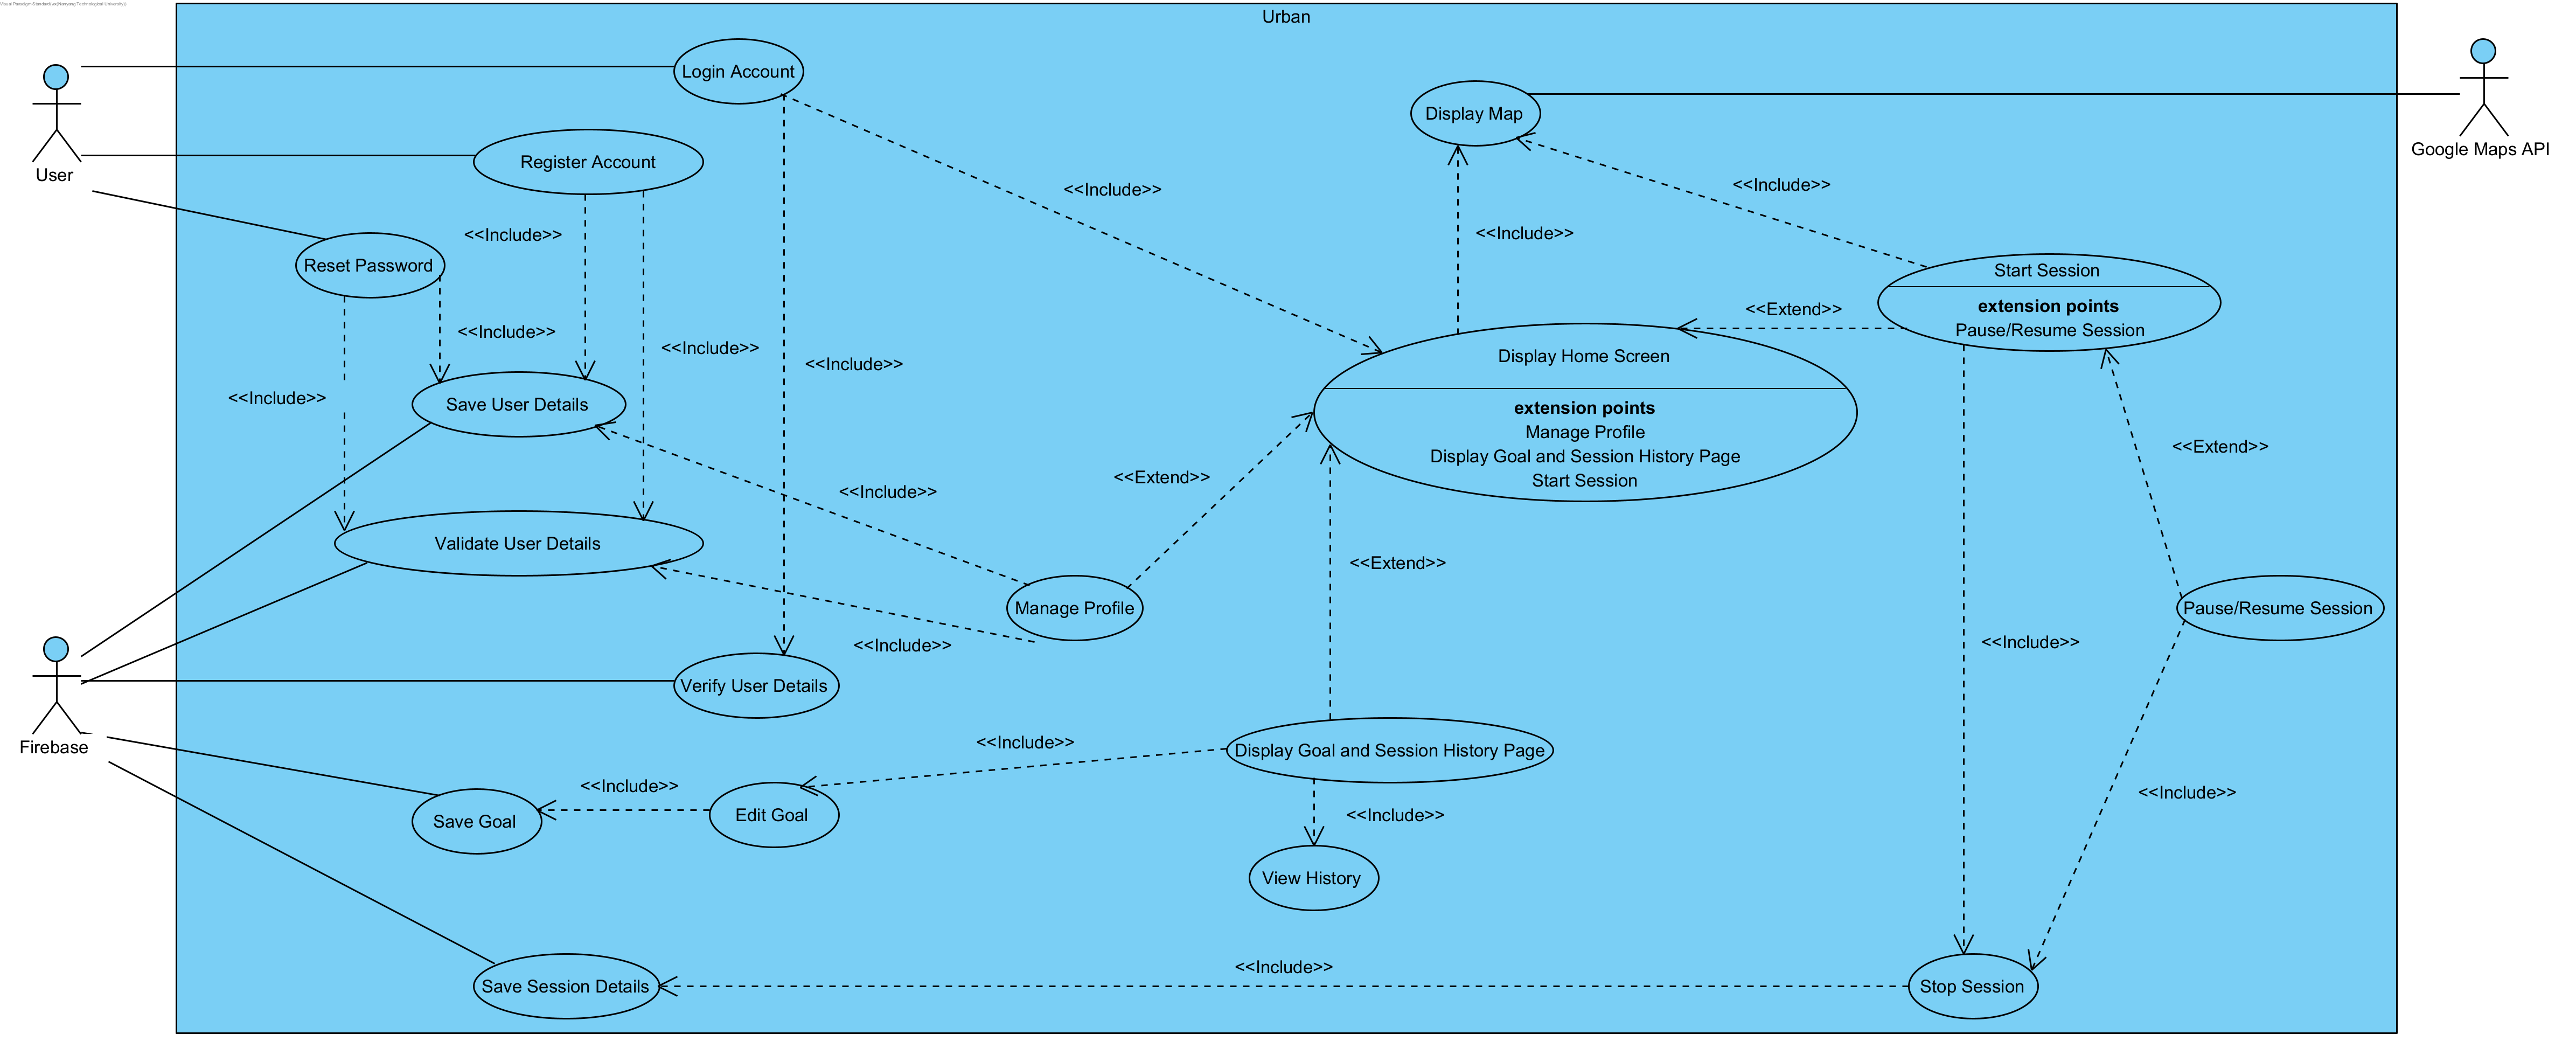 Visual Paradigm Standard(lee(Nanyang Technological University))
Urban
Login Account
Display Map
User
Google Maps API
Register Account
<<Include>>
<<Include>>
<<Include>>
<<Include>>
Reset Password
Start Session
extension points
Pause/Resume Session
<<Include>>
<<Include>>
<<Include>>
<<Extend>>
Display Home Screen
extension points
Manage Profile
Display Goal and Session History Page
Start Session
<<Include>>
Save User Details
<<Extend>>
<<Include>>
<<Extend>>
Validate User Details
<<Extend>>
Manage Profile
Pause/Resume Session
<<Include>>
<<Include>>
Verify User Details
Firebase
<<Include>>
Display Goal and Session History Page
<<Include>>
<<Include>>
Save Goal
Edit Goal
<<Include>>
View History
<<Include>>
Save Session Details
Stop Session